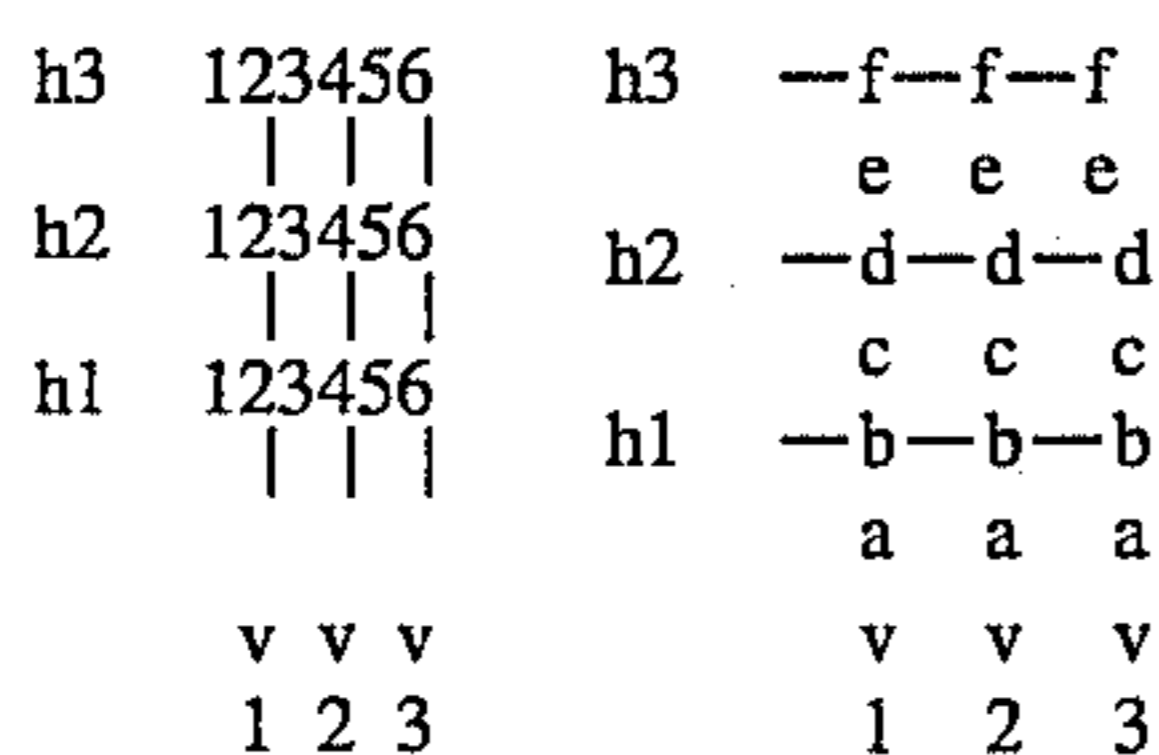 h3 123456 h3 —f—f—f
| | | e e e
h2 123456 h2 —d—d—d
| | | c c c
h1 123456 h1 —b—b—b
| | | a a a
v v v v v v
1 2 3 1 2 3